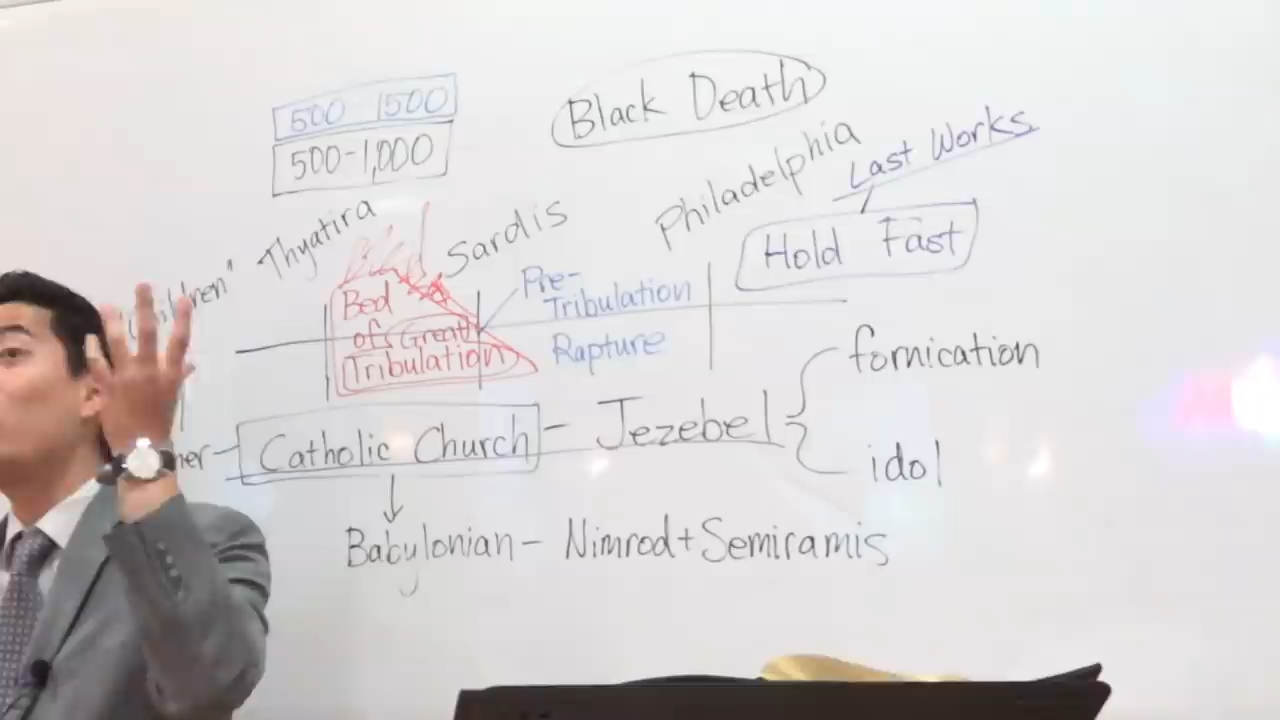 500 1500
500-1,000
Black Death
Last Works
Philadelphia
Hold Fast
Thyatira
Sardis
Children"
Bed
of Great
Tribulation
Pre-
Tribulation
Rapture
Catholic Church - Jezebel
fornication
idol
Babylonian - Nimrod + Semiramis